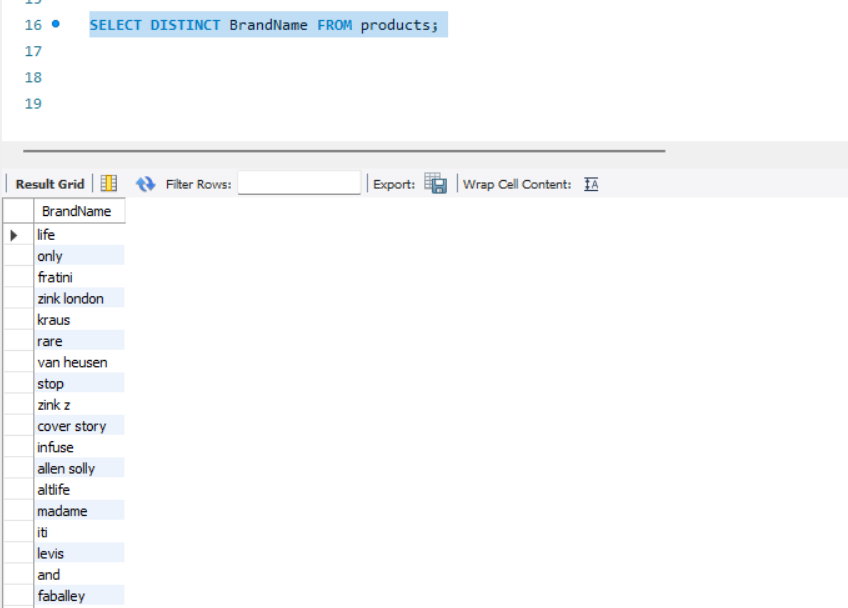 15
16 SELECT DISTINCT BrandName FROM products;
17
18
19
Result Grid Filter Rows: Export: Wrap Cell Content: IA
BrandName
life
only
fratini
zink london
kraus
rare
van heusen
stop
zink z
cover story
infuse
allen solly
altlife
madame
iti
levis
and
faballey